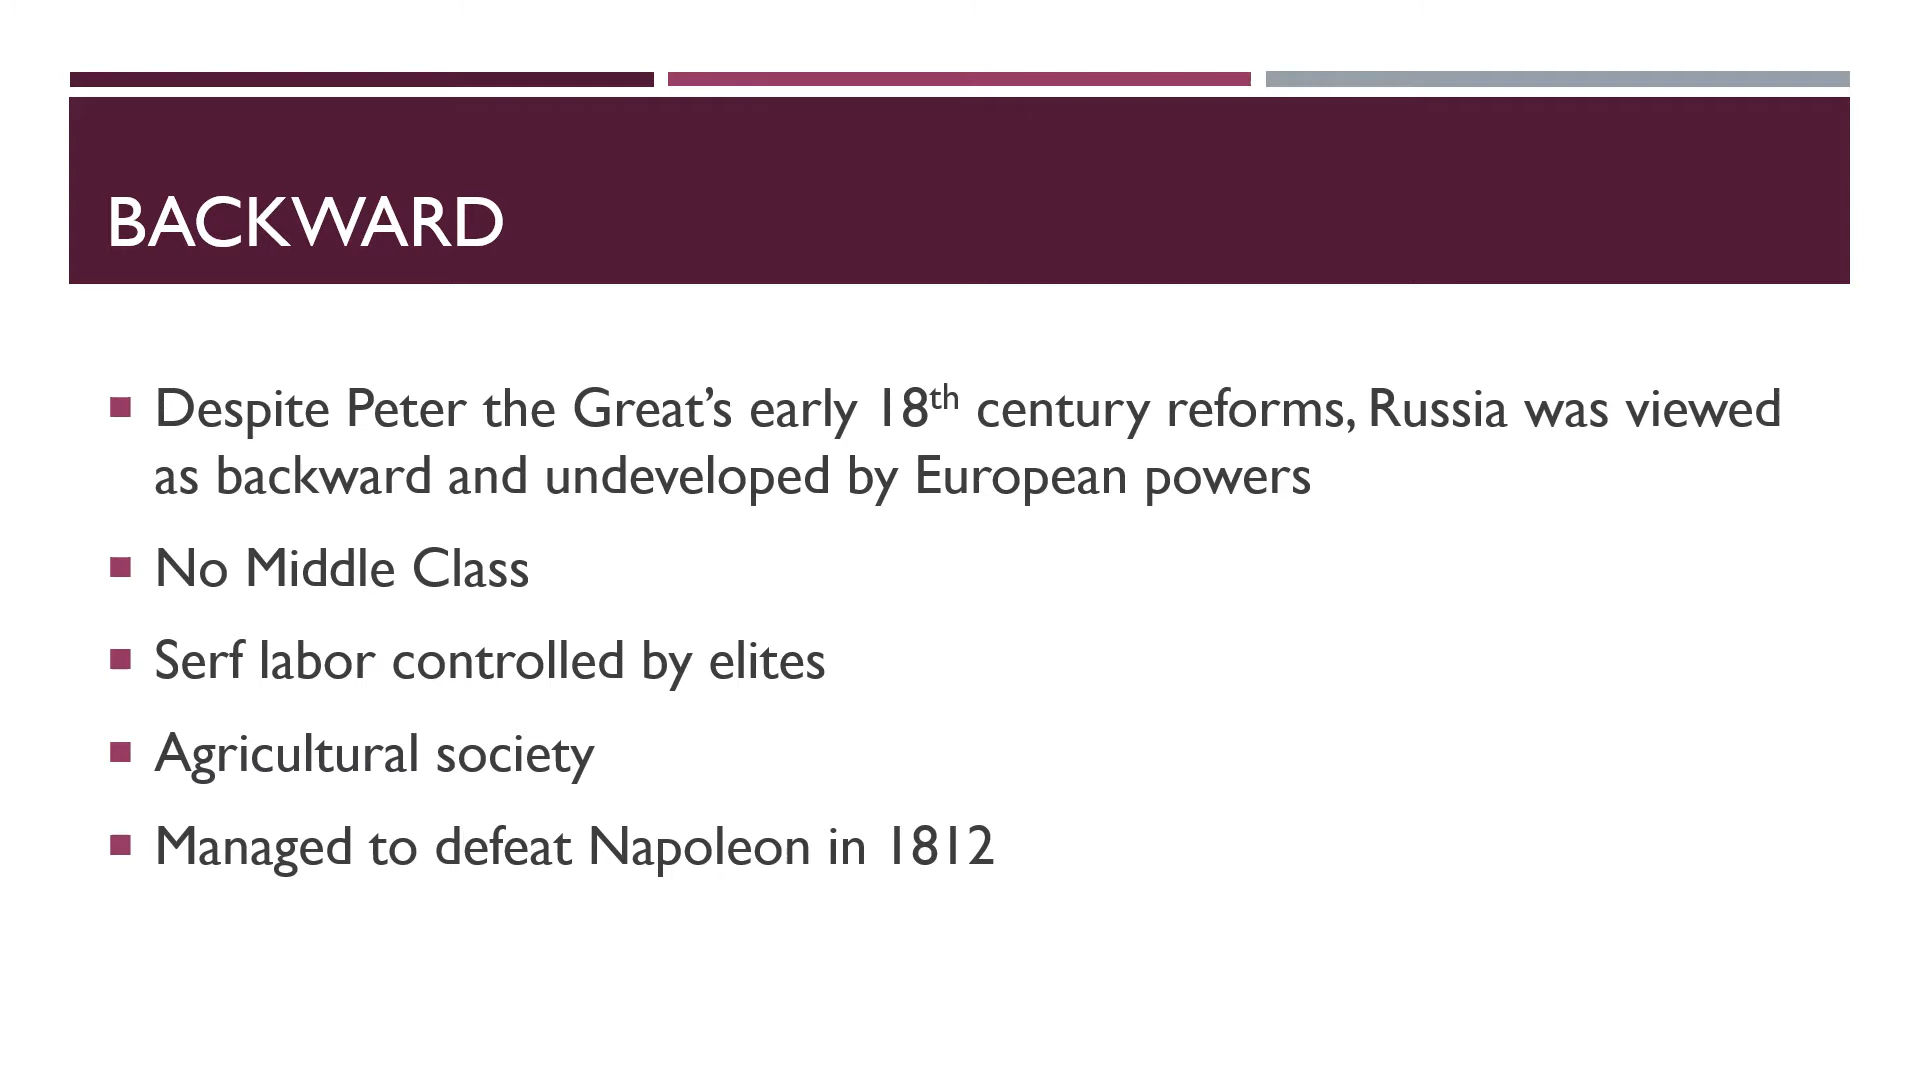 BACKWARD
Despite Peter the Great’s early 18th century reforms, Russia was viewed
as backward and undeveloped by European powers
No Middle Class
Serf labor controlled by elites
Agricultural society
Managed to defeat Napoleon in 1812